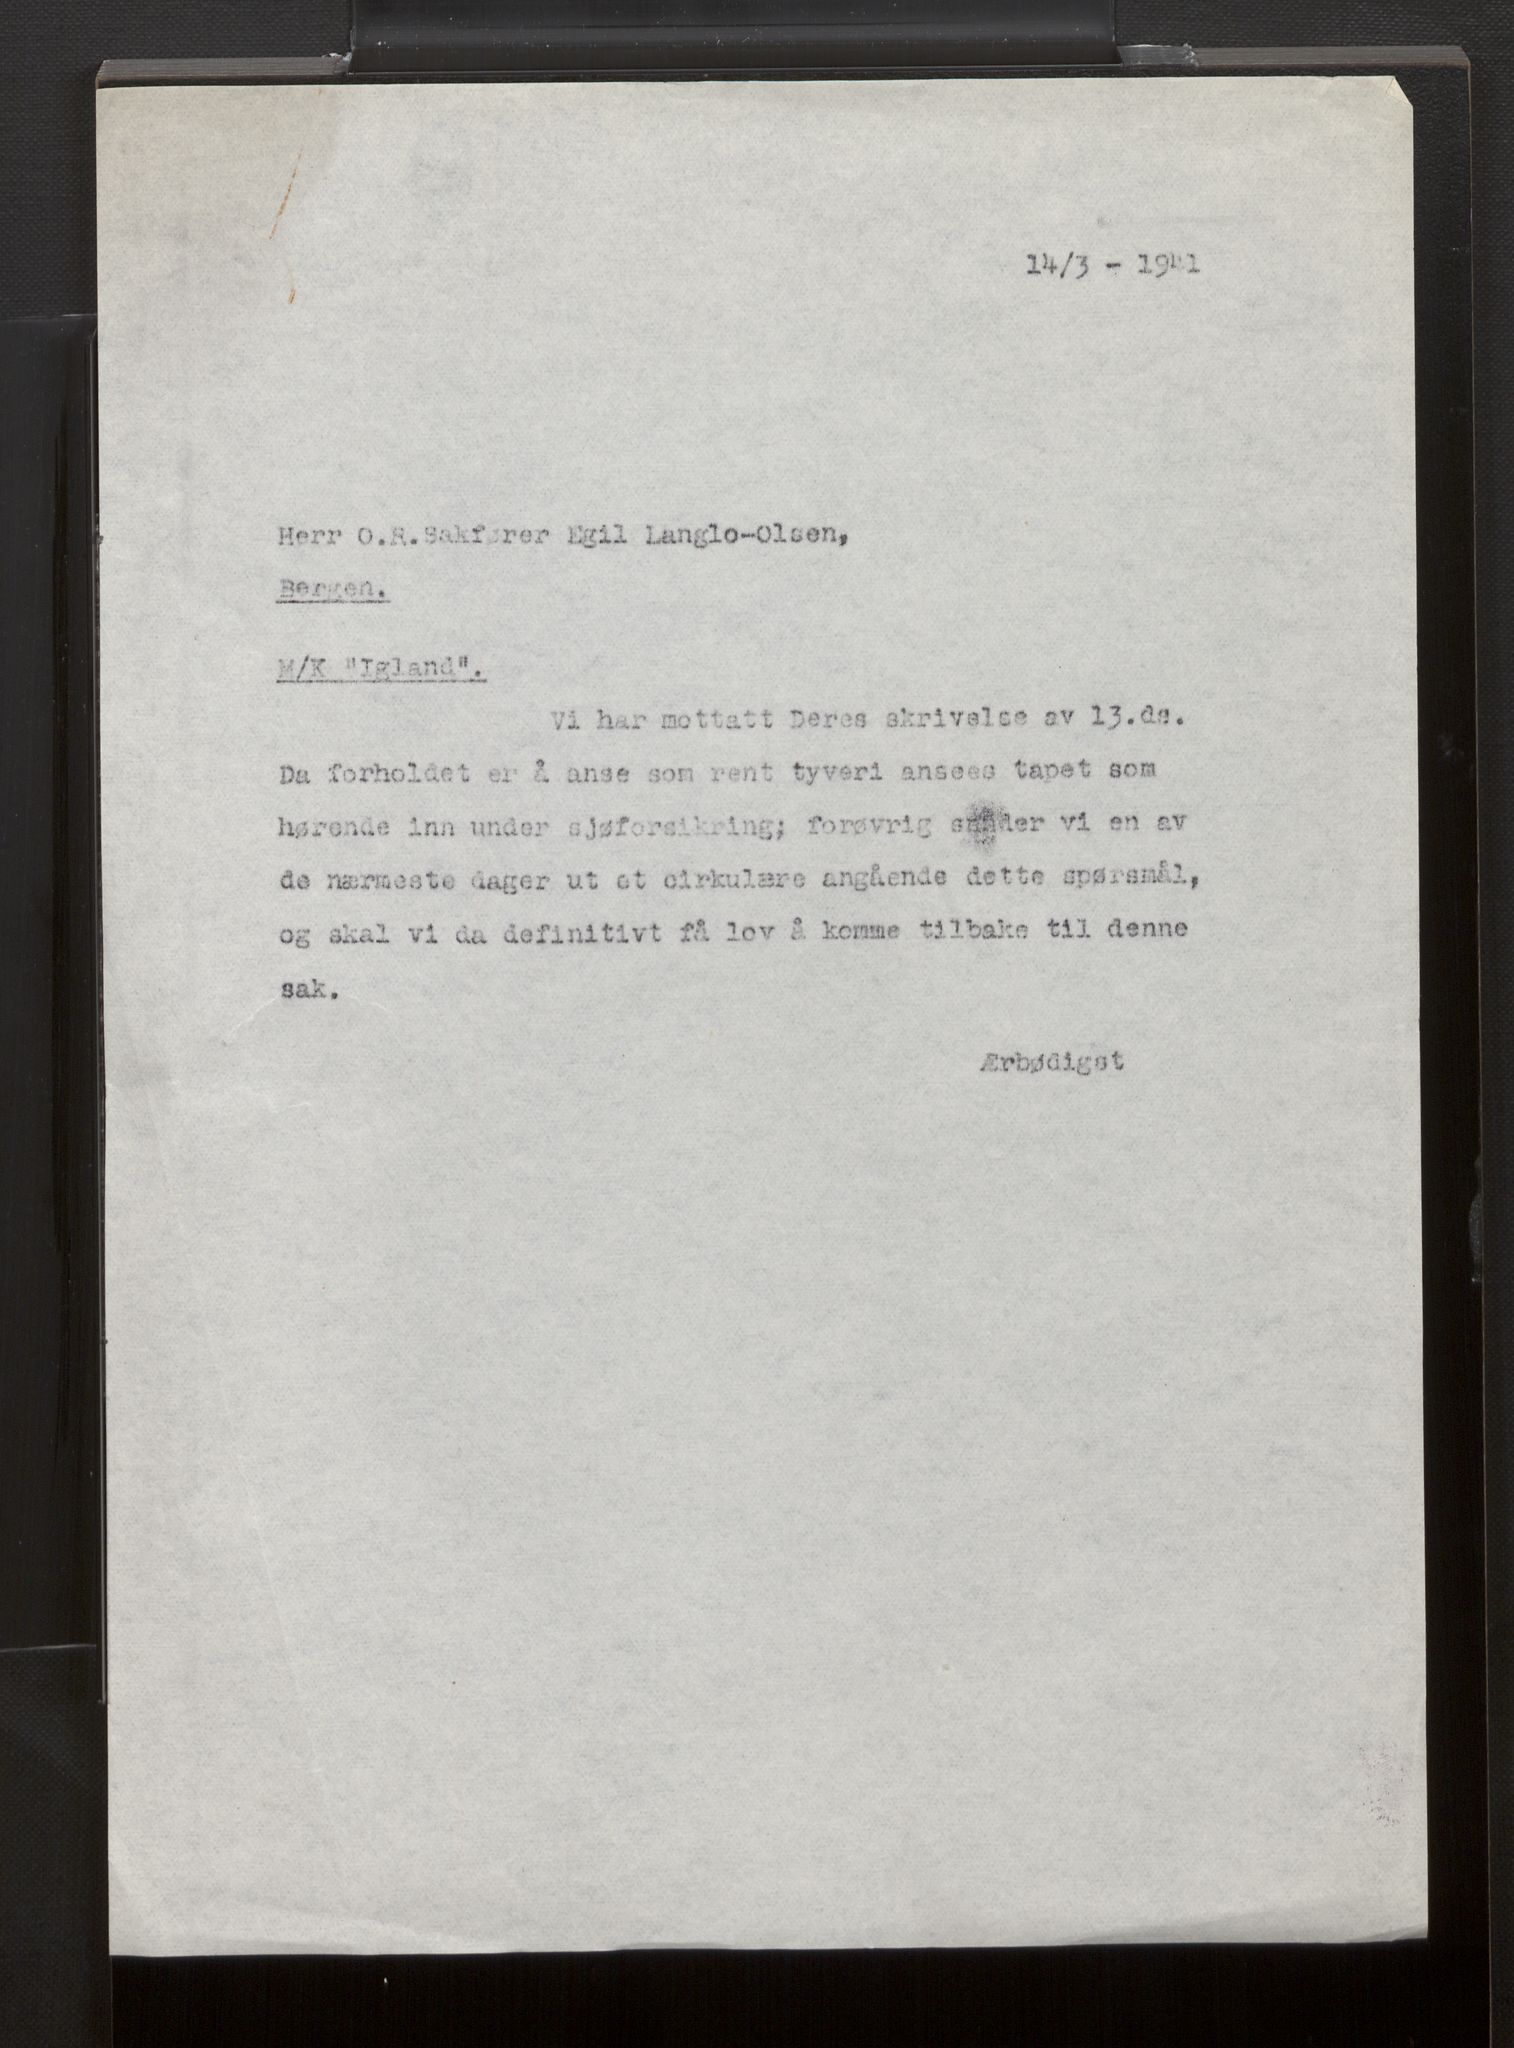 14/3 - 1941
Herr O.R.Sakfører Egil Langlo-Olsen,
Bergen.
M/K "Igland".
Vi har mottatt Deres skrivelse av 13.ds.
Da forholdet er å anse som rent tyveri ansees tapet som
hørende inn under sjøforsikring; forøvrig sender vi en av
de nærmeste dager ut et cirkulære angående dette spørsmål,
og skal vi da definitivt få lov å komme tilbake til denne
sak.
Ærbødigst